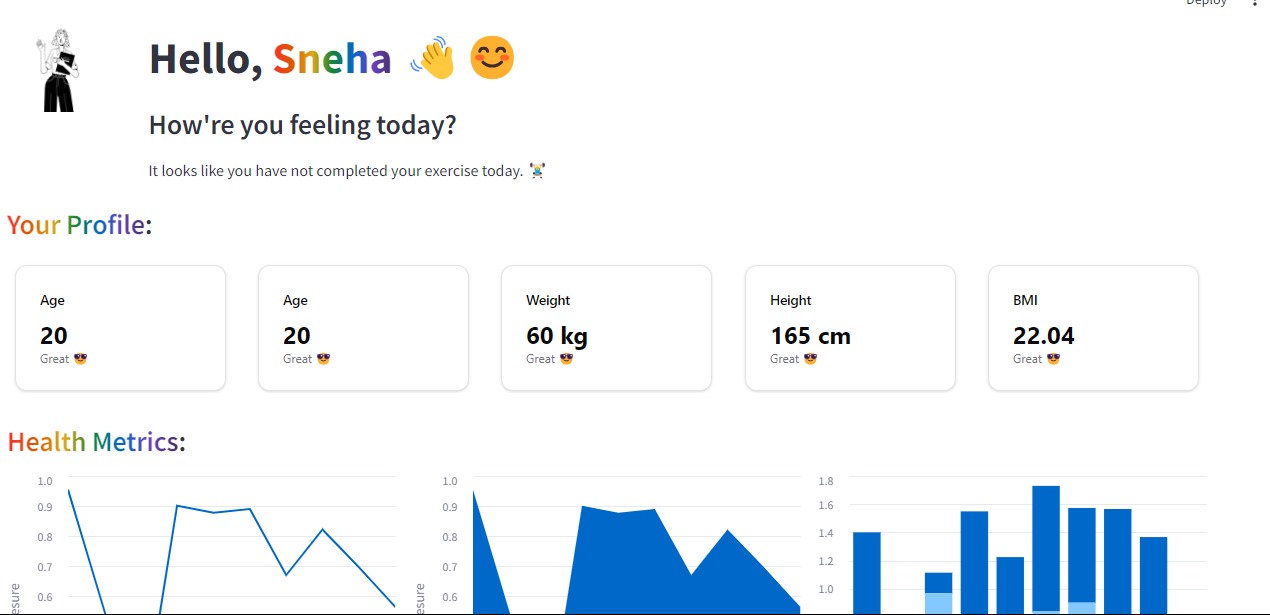 Deploy
Hello, Sneha 👋 😊
How're you feeling today?
It looks like you have not completed your exercise today. 🏋️
Your Profile:
Age
20
Great 😎
Age
20
Great 😎
Weight
60 kg
Great 😎
Height
165 cm
Great 😎
BMI
22.04
Great 😎
Health Metrics:
1.0
0.9
0.8
0.7
0.6
1.0
0.9
0.8
0.7
0.6
1.8
1.6
1.4
1.2
1.0